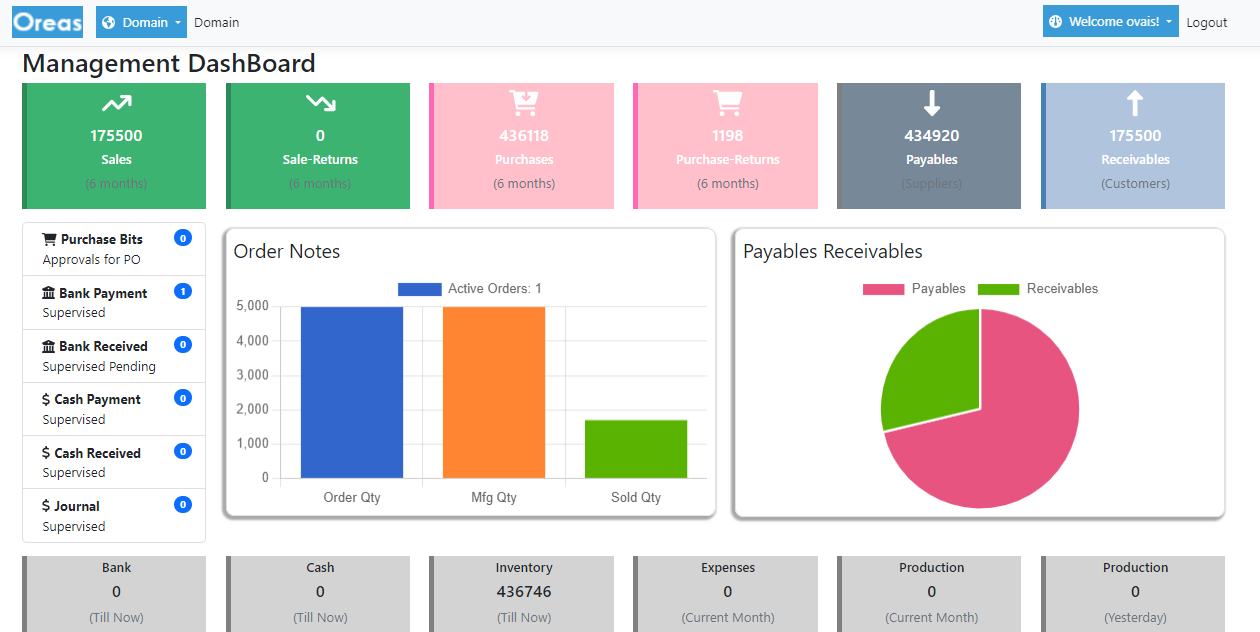 Oreas Domain Domain Welcome ovais! Logout
Management DashBoard
175500
Sales
(6 months)
0
Sale-Returns
(6 months)
436118
Purchases
(6 months)
1198
Purchase-Returns
(6 months)
434920
Payables
(Suppliers)
175500
Receivables
(Customers)
Purchase Bits 0
Approvals for PO
Bank Payment 1
Supervised
Bank Received 0
Supervised Pending
$ Cash Payment 0
Supervised
$ Cash Received 0
Supervised
$ Journal 0
Supervised
Order Notes
Active Orders: 1
5,000
4,000
3,000
2,000
1,000
0
Order Qty Mfg Qty Sold Qty
Payables Receivables
Payables Receivables
Bank
0
(Till Now)
Cash
0
(Till Now)
Inventory
436746
(Till Now)
Expenses
0
(Current Month)
Production
0
(Current Month)
Production
0
(Yesterday)